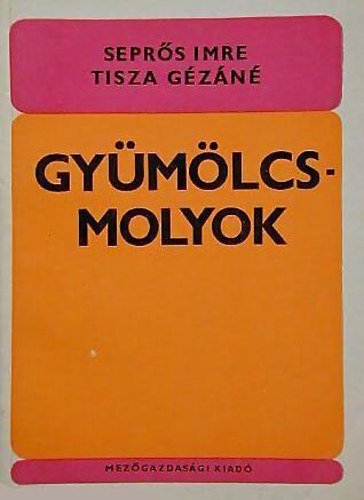 SEPRŐS IMRE
TISZA GÉZÁNÉ
GYÜMÖLCS-
MOLYOK
MEZŐGAZDASÁGI KIADÓ